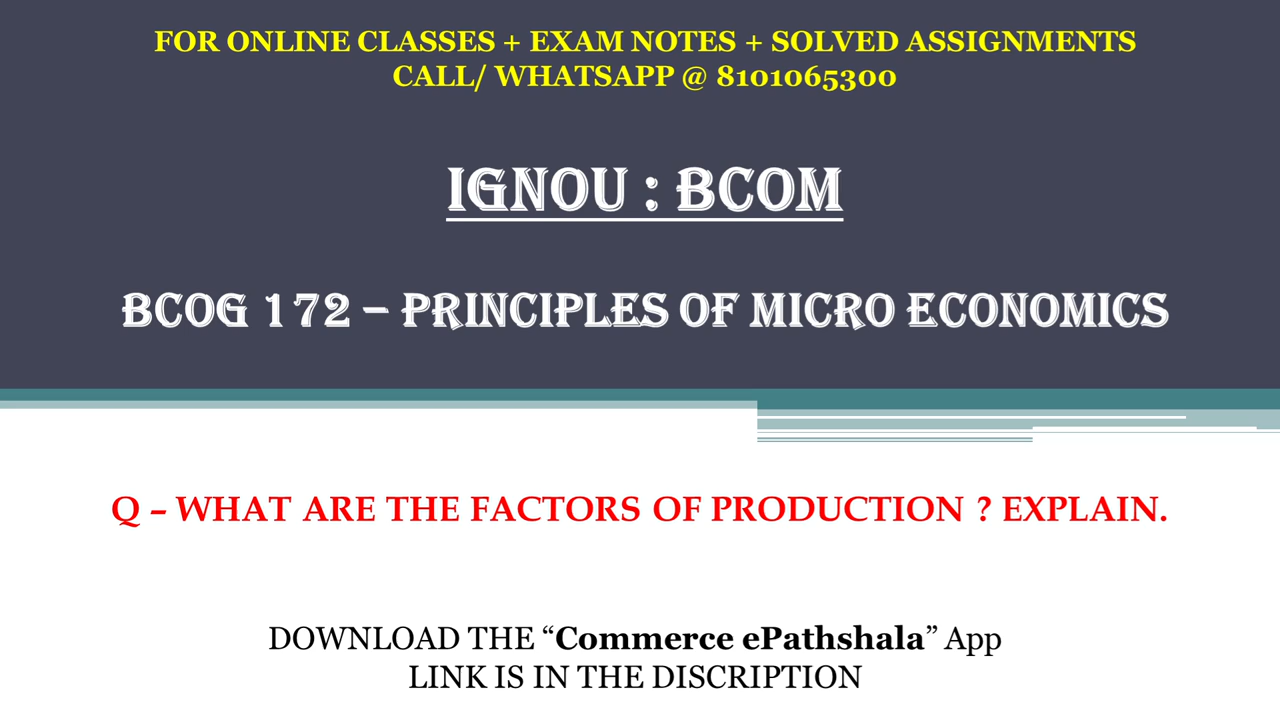 FOR ONLINE CLASSES + EXAM NOTES + SOLVED ASSIGNMENTS
CALL/ WHATSAPP @ 8101065300
IGNOU : BCOM
BCOG 172 – PRINCIPLES OF MICRO ECONOMICS
Q – WHAT ARE THE FACTORS OF PRODUCTION ? EXPLAIN.
DOWNLOAD THE “Commerce ePathshala” App
LINK IS IN THE DISCRIPTION